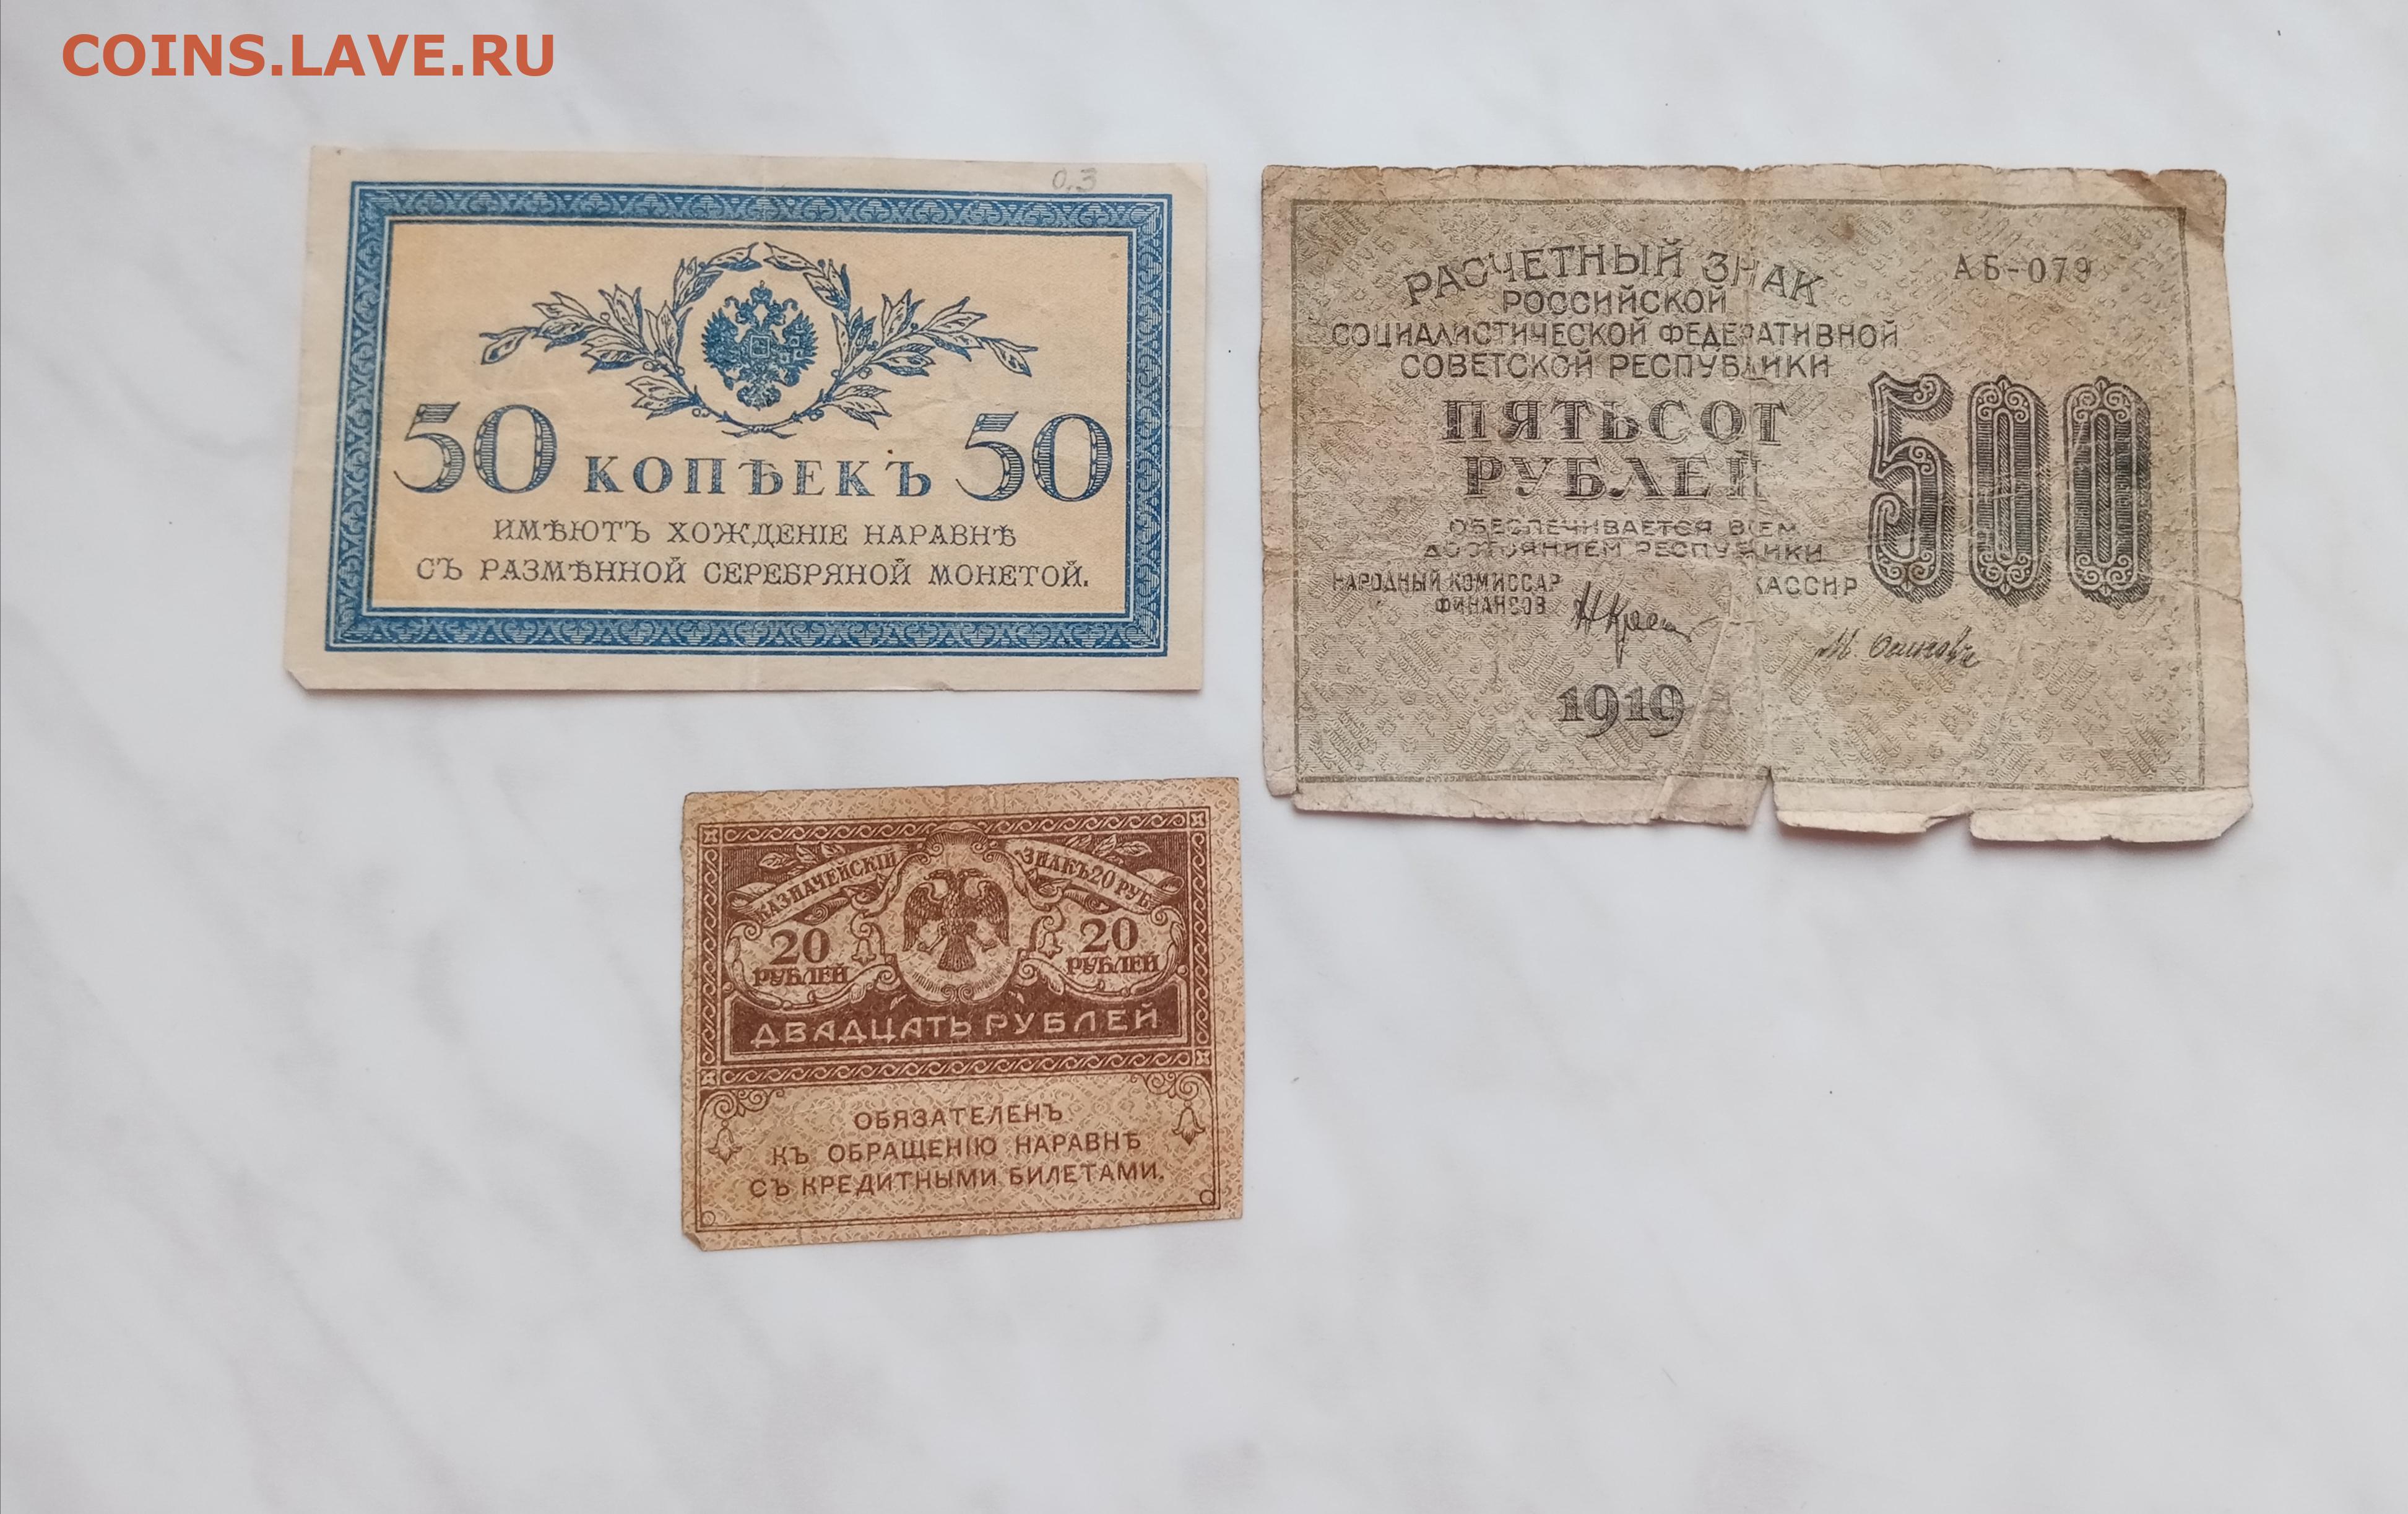 COINS.LAVE.RU
0,3
50 КОПѢЕКЪ 50
ИМѢЮТЪ ХОЖДЕНІЕ НАРАВНѢ
СЪ РАЗМѢННОЙ СЕРЕБРЯНОЙ МОНЕТОЙ.
РАСЧЕТНЫЙ ЗНАК
АБ-079
РОССИЙСКОЙ
СОЦИАЛИСТИЧЕСКОЙ ФЕДЕРАТИВНОЙ
СОВЕТСКОЙ РЕСПУБЛИКИ
ПЯТЬСОТ
РУБЛЕЙ
500
ОБЕСПЕЧИВАЕТСЯ ВСЕМ
ДОСТОЯНИЕМ РЕСПУБЛИКИ
НАРОДНЫЙ КОМИССАР
ФИНАНСОВ
КАССИР
1919
КАЗНАЧЕЙСКІЙ ЗНАКЪ 20 РУБ
20 20
РУБЛЕЙ РУБЛЕЙ
ДВАДЦАТЬ РУБЛЕЙ
ОБЯЗАТЕЛЕНЪ
КЪ ОБРАЩЕНІЮ НАРАВНѢ
СЪ КРЕДИТНЫМИ БИЛЕТАМИ.